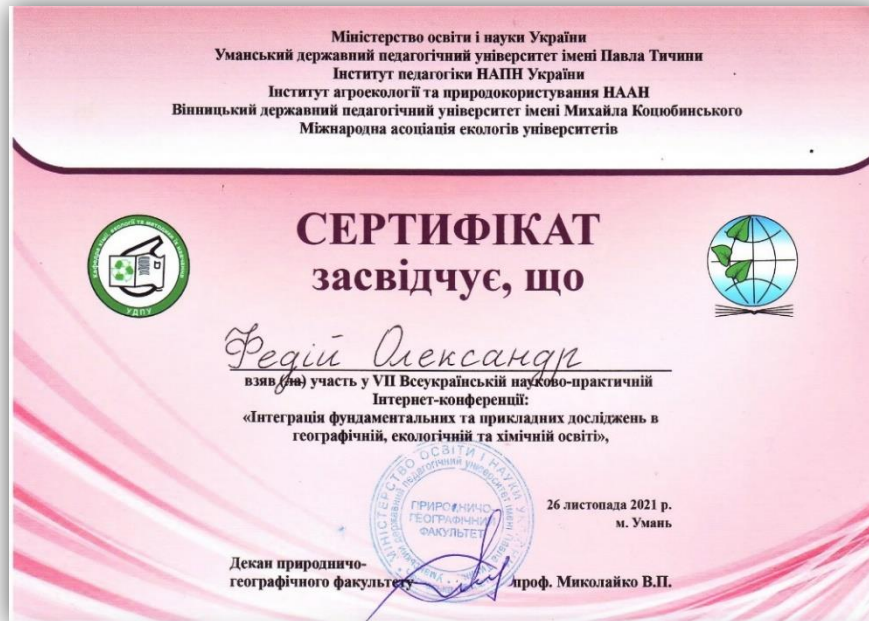 Міністерство освіти і науки України
Уманський державний педагогічний університет імені Павла Тичини
Інститут педагогіки НАПН України
Інститут агроекології та природокористування НААН
Вінницький державний педагогічний університет імені Михайла Коцюбинського
Міжнародна асоціація екологів університетів
СЕРТИФІКАТ
засвідчує, що
УДПУ
Федій Олександр
взяв (ла) участь у VII Всеукраїнській науково-практичній
Інтернет-конференції:
«Інтеграція фундаментальних та прикладних досліджень в
географічній, екологічній та хімічній освіті»,
ПРИРОДНИЧО-
ГЕОГРАФІЧНИЙ
ФАКУЛЬТЕТ
26 листопада 2021 р.
м. Умань
Декан природничо-
географічного факультету
проф. Миколайко В.П.